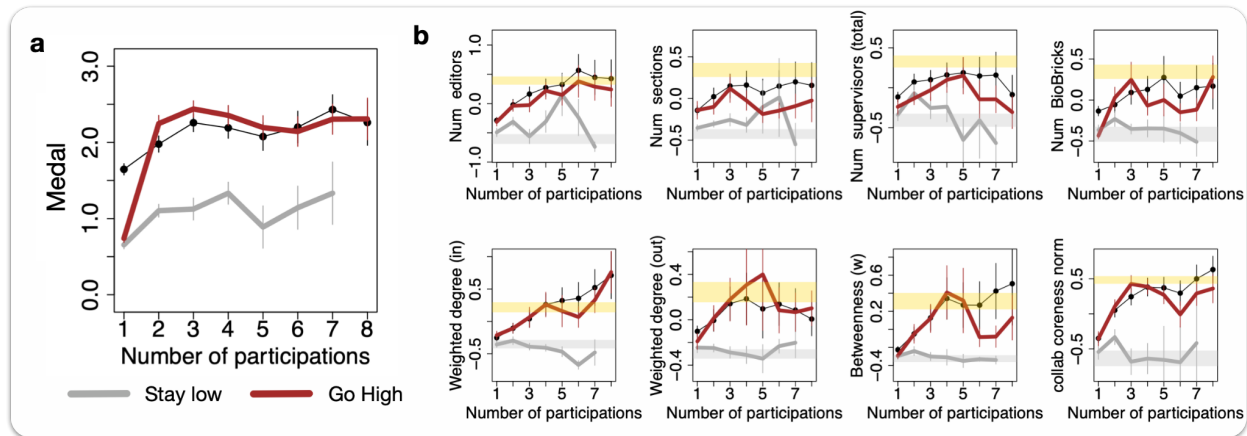 a
Medal
3.0
2.0
1.0
0.0
1 2 3 4 5 6 7 8
Number of participations
Stay low
Go High
b
Num editors
1.0
0.0
−1.0
1 3 5 7
Number of participations
Num sections
0.5
0.0
−0.5
1 3 5 7
Number of participations
Num supervisors (total)
0.5
−0.5
1 3 5 7
Number of participations
Num BioBricks
0.5
0.0
−0.5
1 3 5 7
Number of participations
Weighted degree (in)
0.5
−0.5
1 3 5 7
Number of participations
Weighted degree (out)
0.4
0.0
−0.4
1 3 5 7
Number of participations
Betweenness (w)
0.6
0.2
−0.4
1 3 5 7
Number of participations
collab coreness norm
0.5
−0.5
1 3 5 7
Number of participations